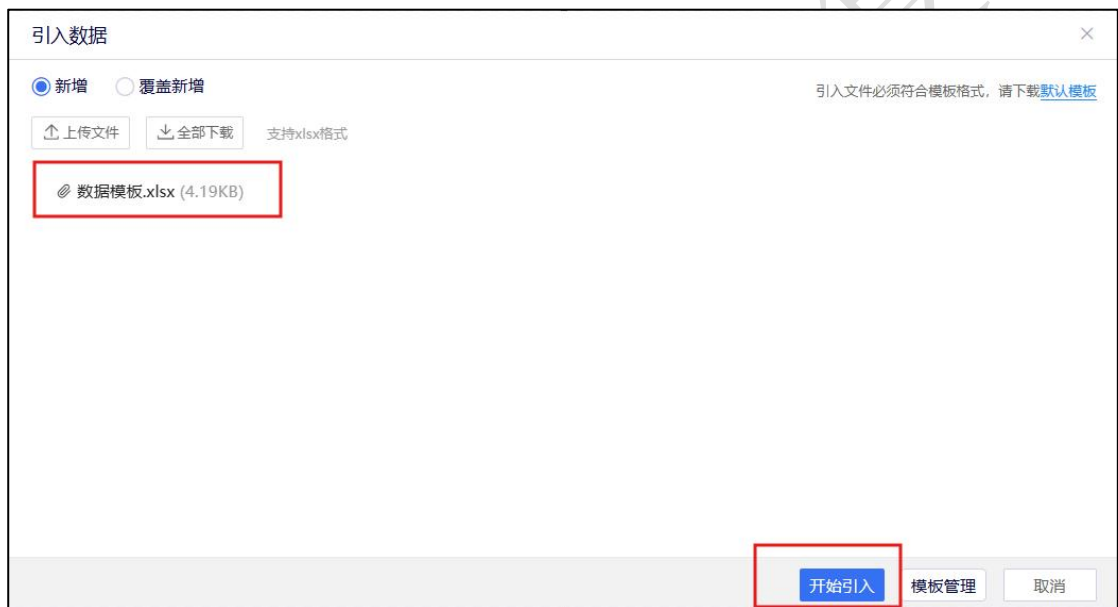 引入数据
新增 覆盖新增 引入文件必须符合模板格式，请下载默认模板
上传文件 全部下载 支持xlsx格式
数据模板.xlsx (4.19KB)
开始引入 模板管理 取消